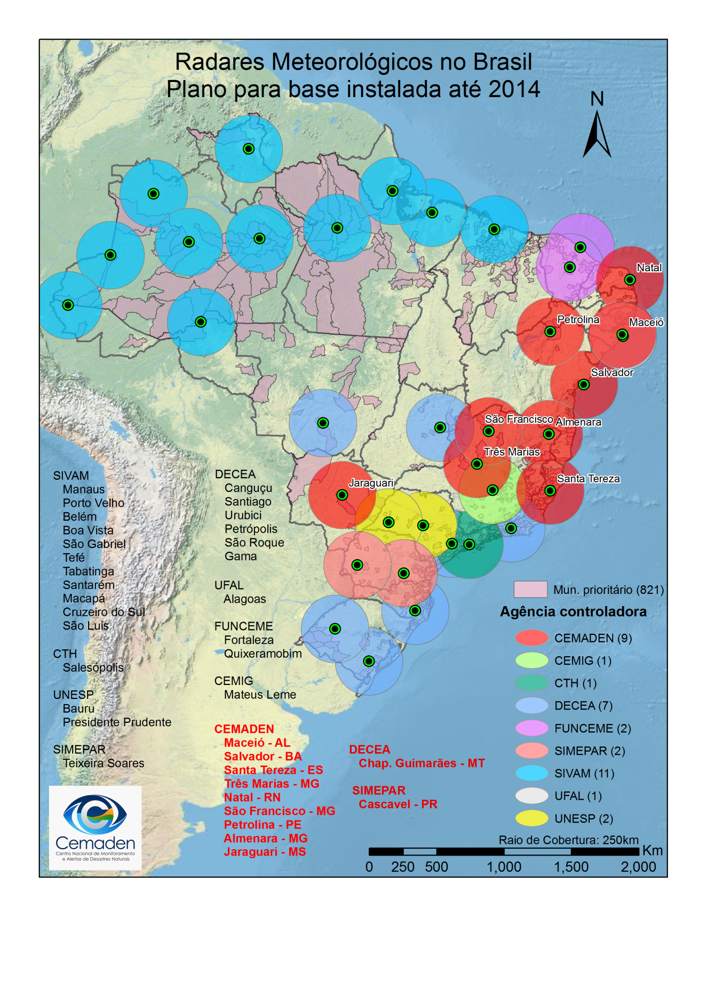 Radares Meteorológicos no Brasil
Plano para base instalada até 2014
N
Natal
Petrolina
Maceió
Salvador
São Francisco
Almenara
Três Marias
Santa Tereza
Jaraguari
SIVAM
Manaus
Porto Velho
Belém
Boa Vista
São Gabriel
Tefé
Tabatinga
Santarém
Macapá
Cruzeiro do Sul
São Luis
CTH
Salesópolis
UNESP
Bauru
Presidente Prudente
SIMEPAR
Teixeira Soares
DECEA
Canguçu
Santiago
Urubici
Petrópolis
São Roque
Gama
UFAL
Alagoas
FUNCEME
Fortaleza
Quixeramobim
CEMIG
Mateus Leme
CEMADEN
Maceió - AL
Salvador - BA
Santa Tereza - ES
Três Marias - MG
Natal - RN
São Francisco - MG
Petrolina - PE
Almenara - MG
Jaraguari - MS
DECEA
Chap. Guimarães - MT
SIMEPAR
Cascavel - PR
Mun. prioritário (821)
Agência controladora
CEMADEN (9)
CEMIG (1)
CTH (1)
DECEA (7)
FUNCEME (2)
SIMEPAR (2)
SIVAM (11)
UFAL (1)
UNESP (2)
Raio de Cobertura: 250km
Km
0 250 500 1,000 1,500 2,000
Cemaden
Centro Nacional de Monitoramento
e Alertas de Desastres Naturais